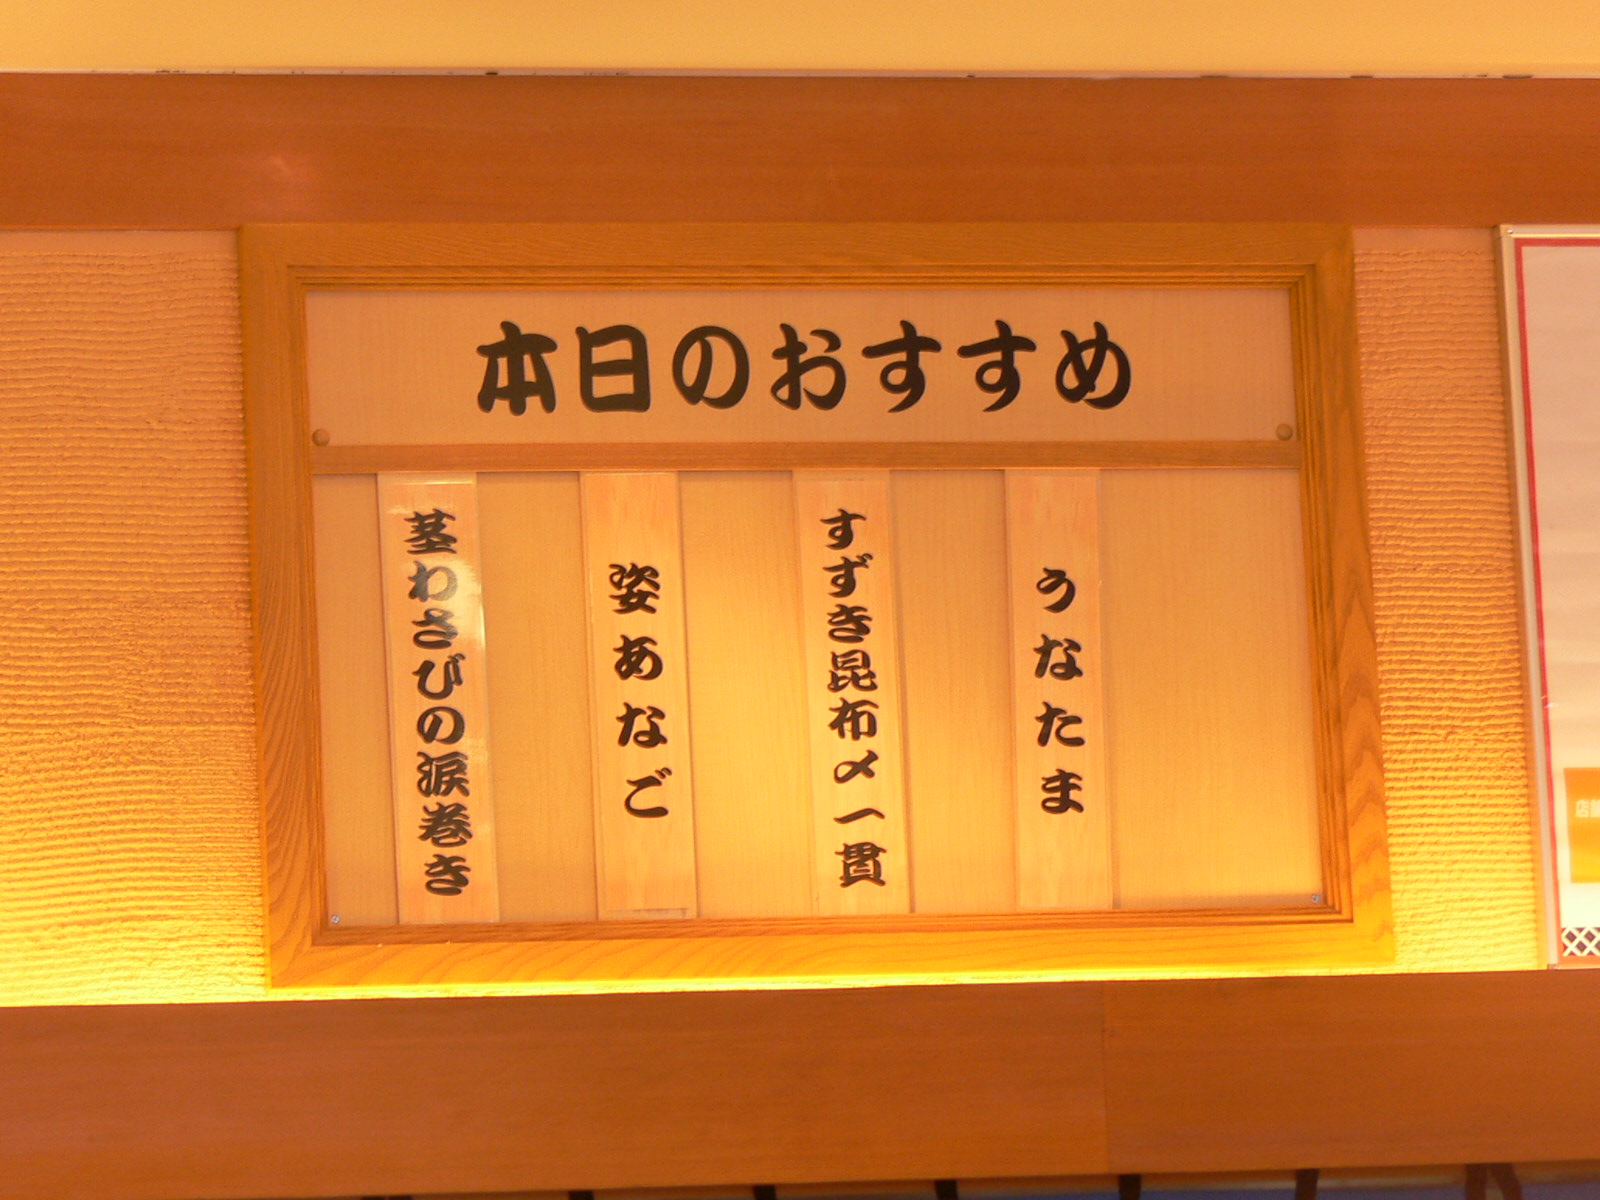 本日のおすすめ
うなたま
すずき昆布〆一貫
姿あなご
茎わさびの涙巻き